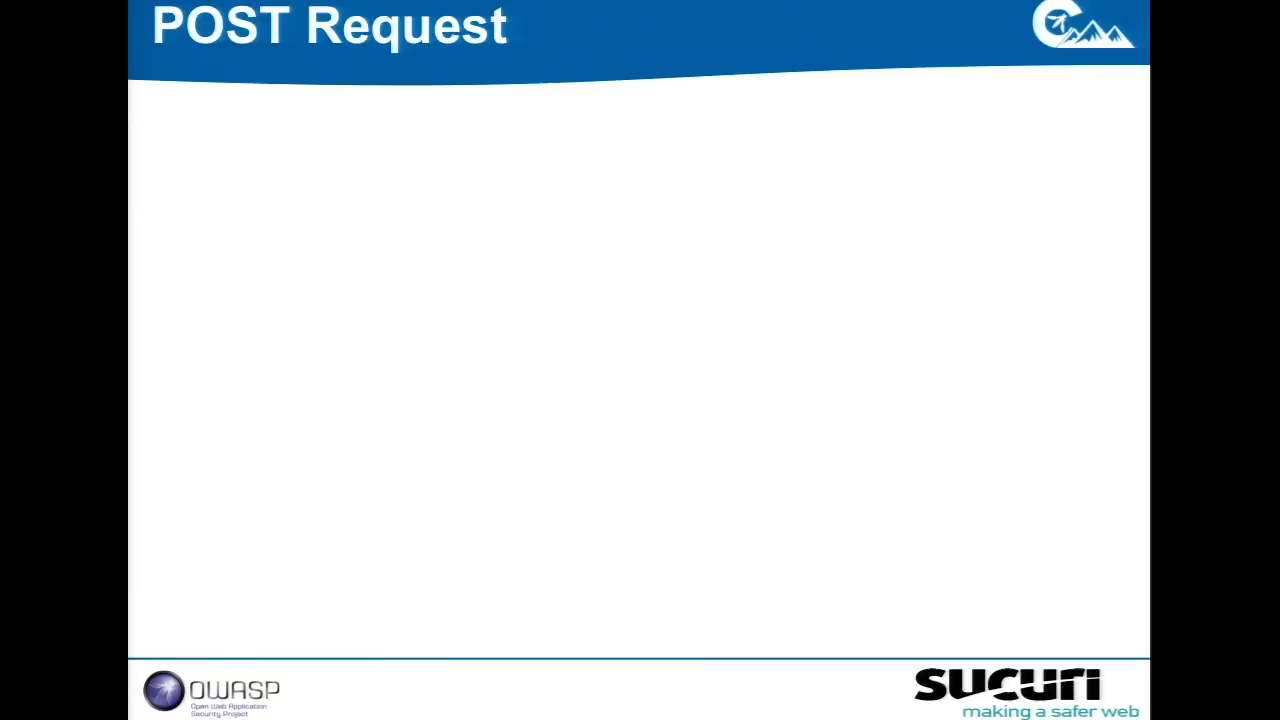 POST Request
OWASP
Open Web Application
Security Project
sucuri
making a safer web